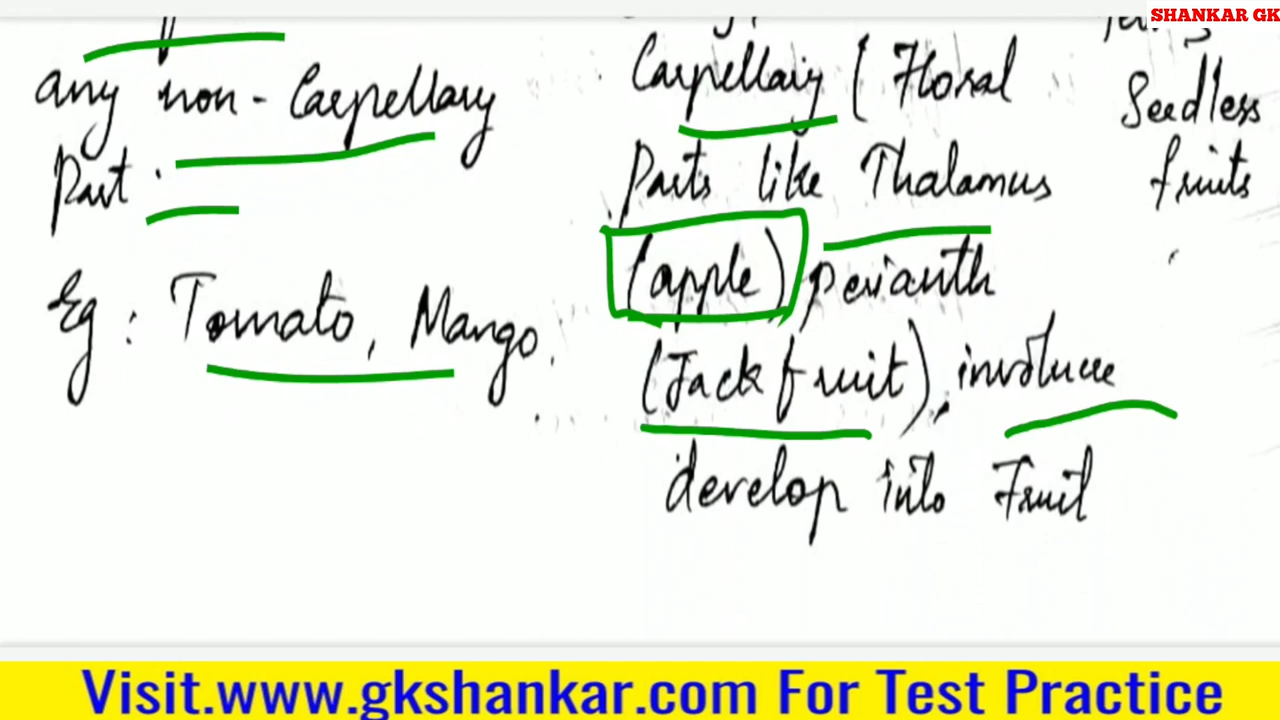 SHANKAR GK
any non-Carpellary
Part.
Eg: Tomato, Mango.
Carpellary (Floral
Parts like Thalamus
(apple) perianth
(Jack fruit), involucre
develop into Fruit
Seedless
fruits
Visit.www.gkshankar.com For Test Practice